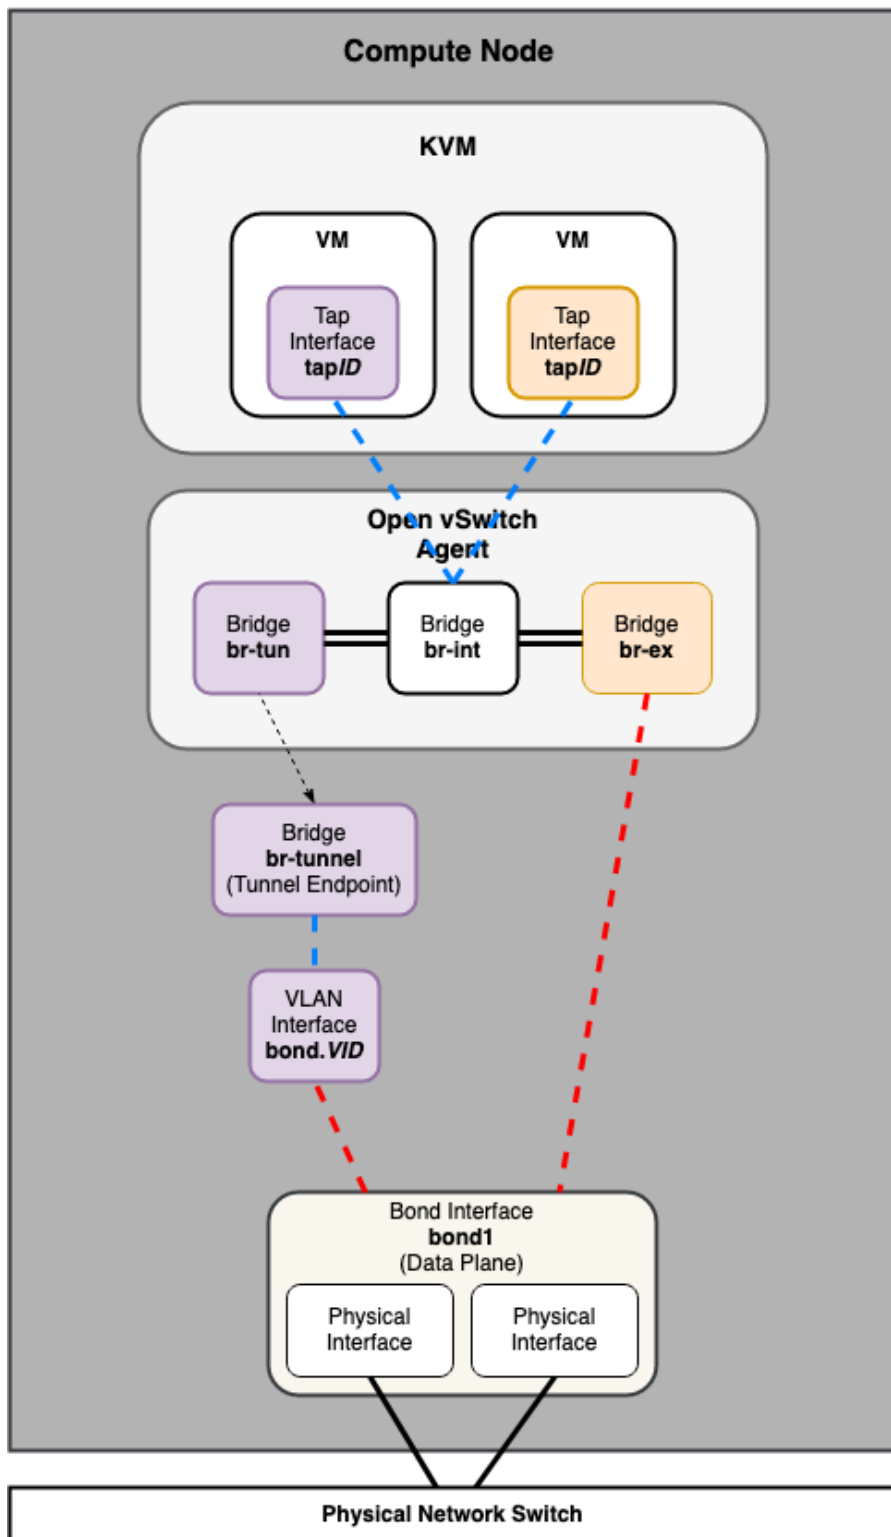 Compute Node
KVM
VM
VM
Tap
Interface
tapID
Tap
Interface
tapID
Open vSwitch
Agent
Bridge
br-tun
Bridge
br-int
Bridge
br-ex
Bridge
br-tunnel
(Tunnel Endpoint)
VLAN
Interface
bond.VID
Bond Interface
bond1
(Data Plane)
Physical
Interface
Physical
Interface
Physical Network Switch